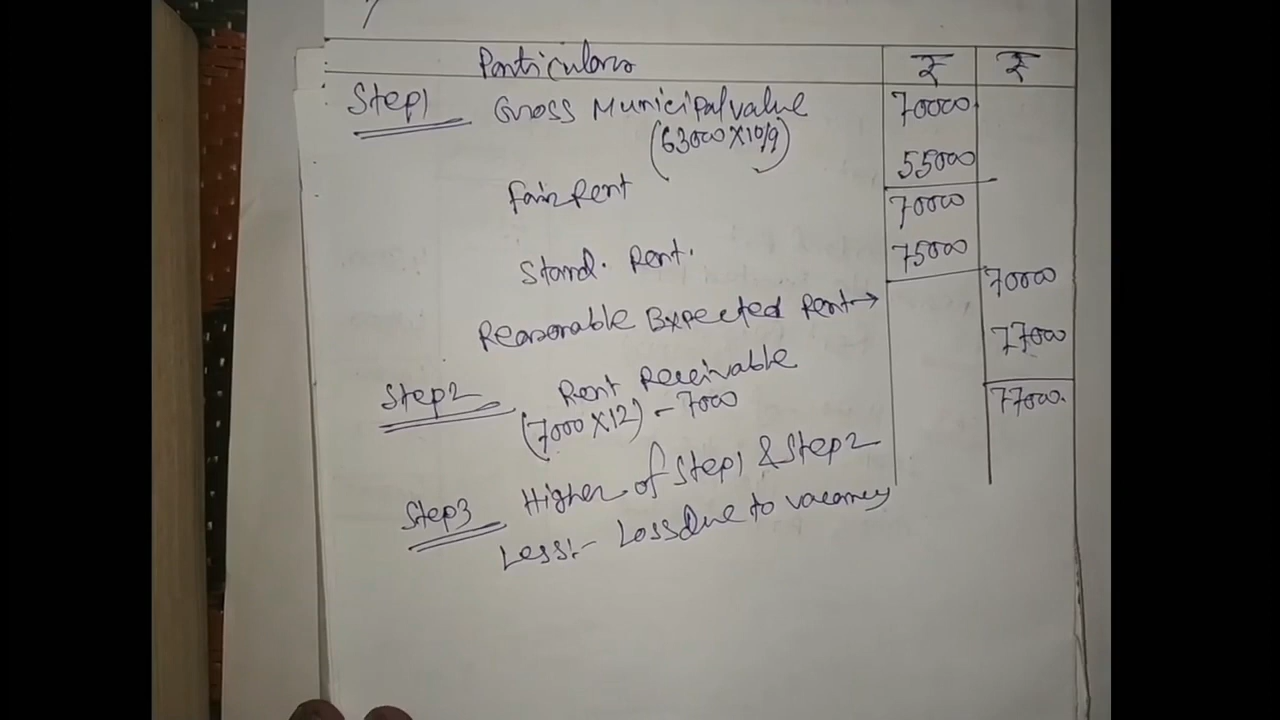 Particulars ₹ ₹
Step1 Gross Municipal value 70000
(63000 × 10/9)
Fair Rent 55000
70000
Stand. Rent. 75000
Reasonable Expected Rent → 70000
Step2 Rent Receivable 77000
(7000 × 12) - 7000
Step3 Higher of Step1 & Step2 77000.
Less:- Loss due to vacancy